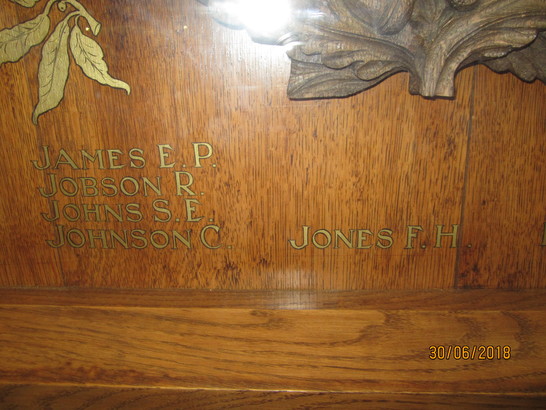 JAMES E. P.
JOBSON R.
JOHNS S. E.
JOHNSON C.
JONES F. H.
30/06/2018